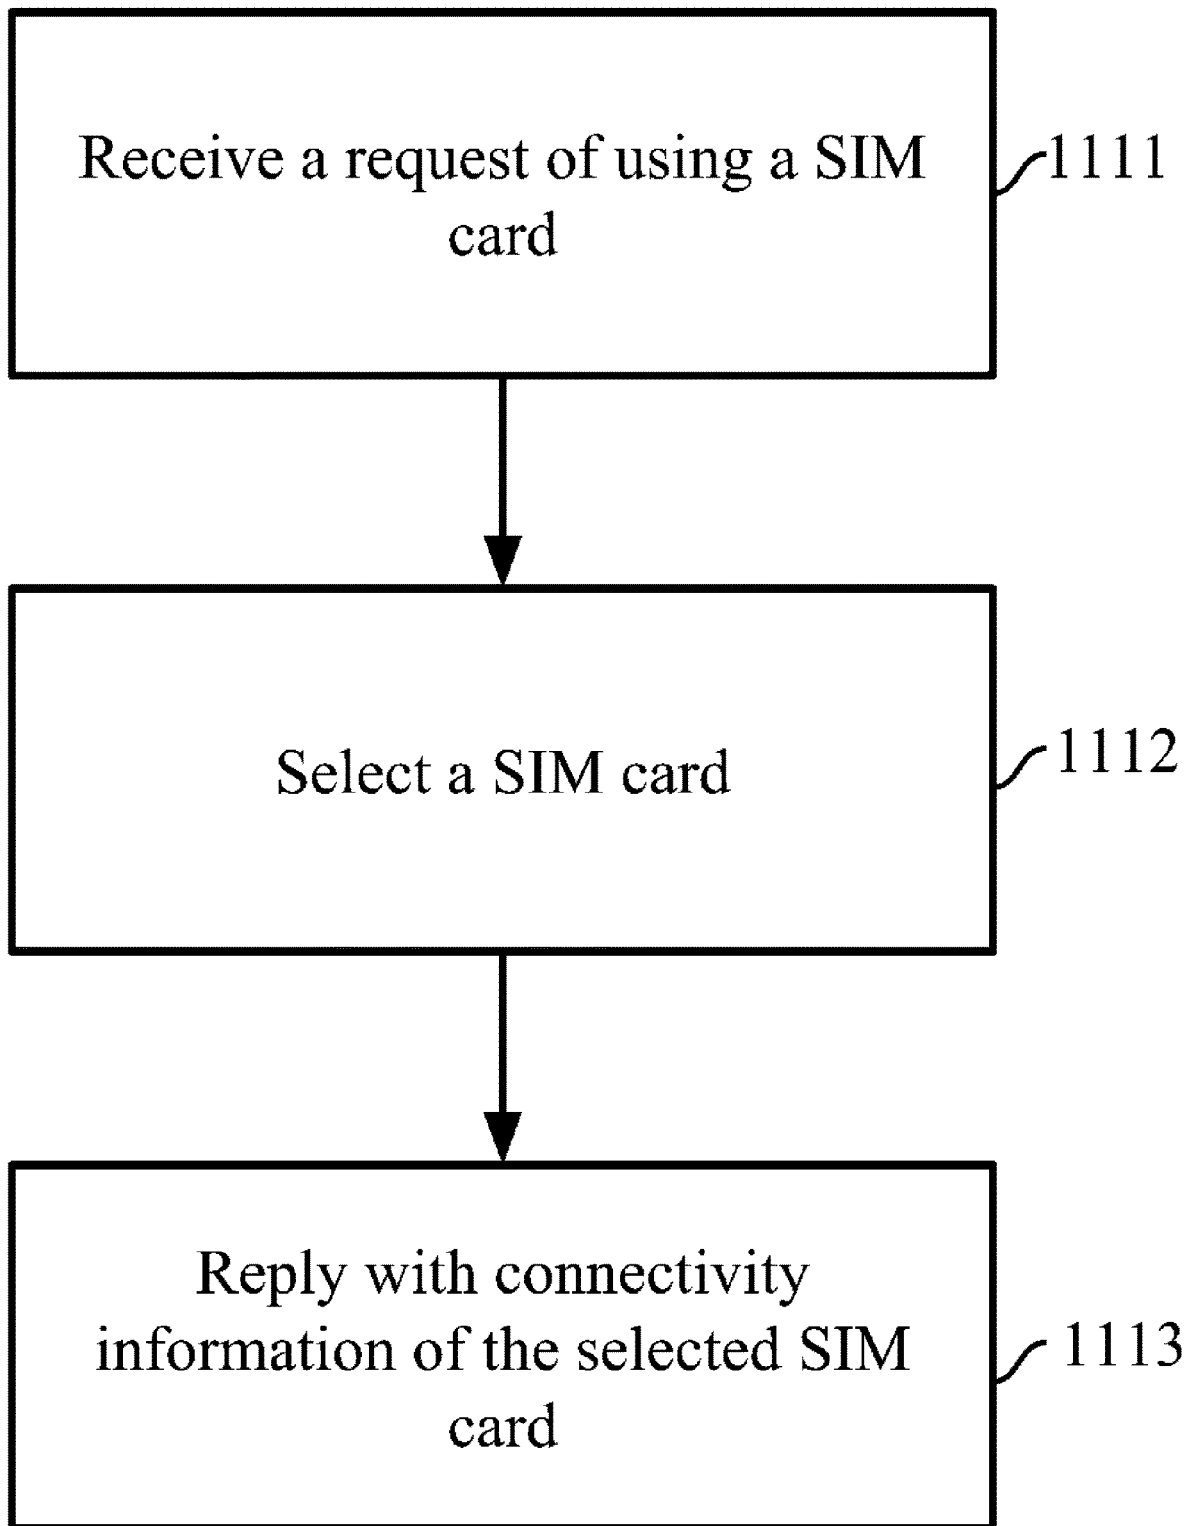 Receive a request of using a SIM
card
1111
Select a SIM card
1112
Reply with connectivity
information of the selected SIM
card
1113